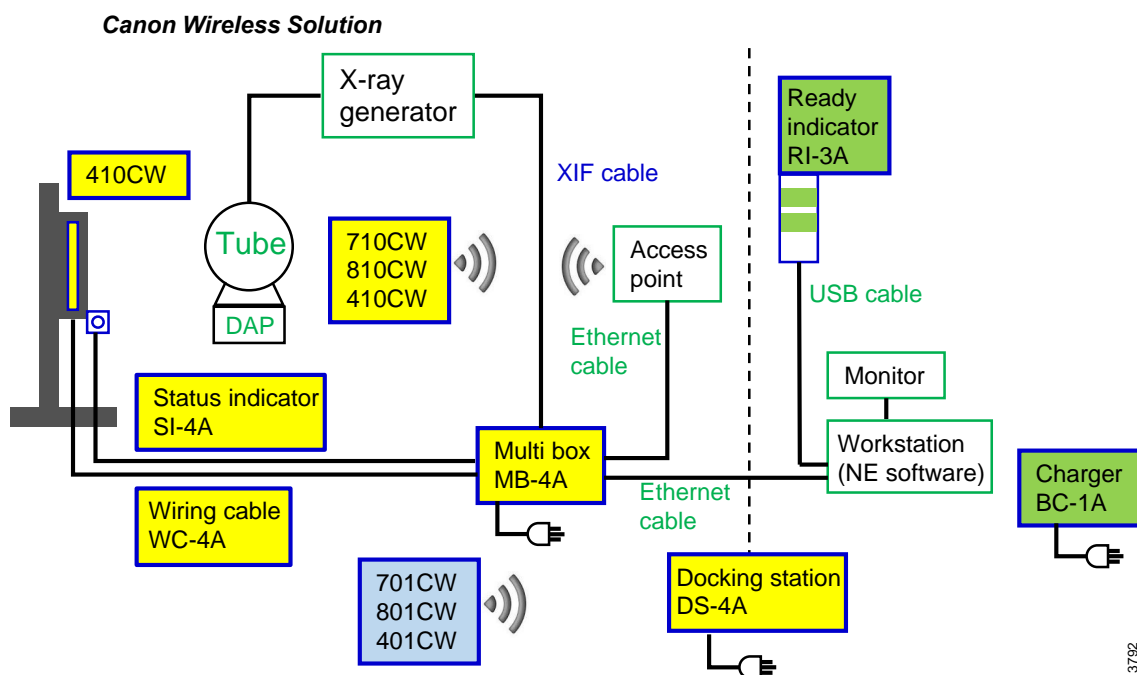 Canon Wireless Solution
X-ray
generator
Ready
indicator
RI-3A
410CW
XIF cable
Tube
710CW
810CW
410CW
Access
point
USB cable
DAP
Ethernet
cable
Monitor
Status indicator
SI-4A
Multi box
MB-4A
Workstation
(NE software)
Ethernet
cable
Charger
BC-1A
Wiring cable
WC-4A
701CW
801CW
401CW
Docking station
DS-4A
3792